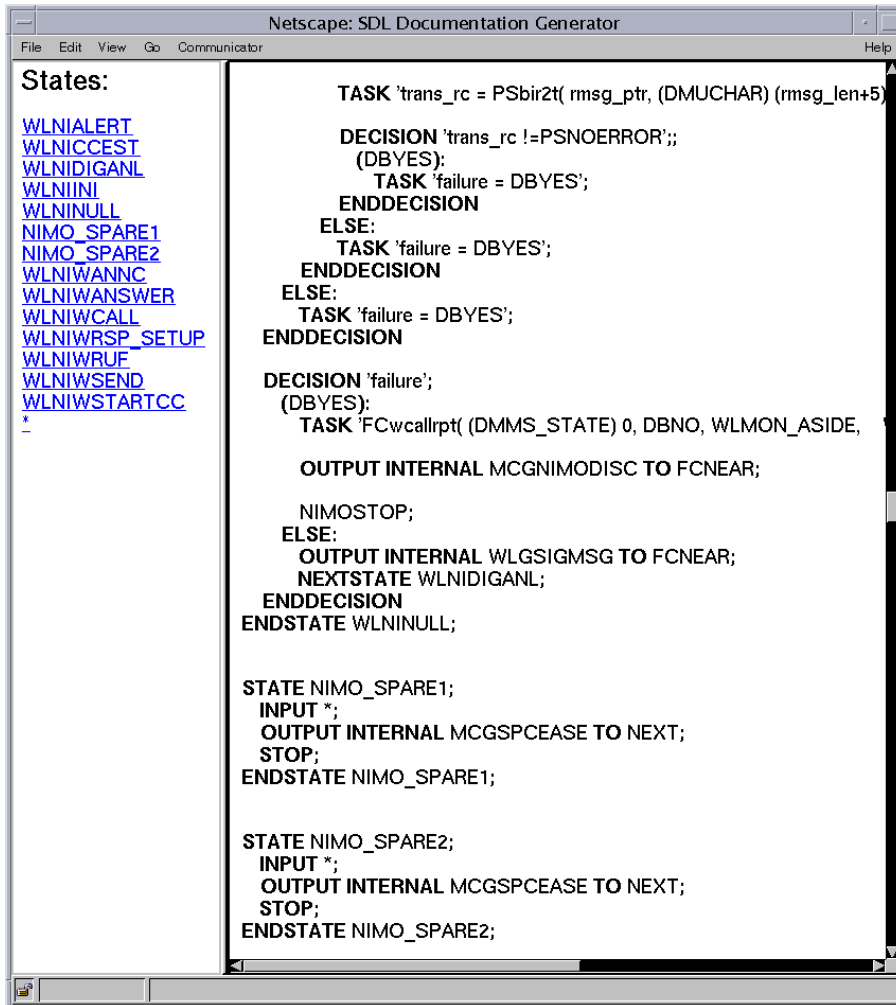 Netscape: SDL Documentation Generator
File Edit View Go Communicator Help
States:
WLNIALERT
WLNICCEST
WLNIDIGANL
WLNIINI
WLNINULL
NIMO_SPARE1
NIMO_SPARE2
WLNIWANNC
WLNIWANSWER
WLNIWCALL
WLNIWRSP_SETUP
WLNIWRUF
WLNIWSEND
WLNIWSTARTCC
*
TASK 'trans_rc = PSbir2t( rmsg_ptr, (DMUCHAR) (rmsg_len+5)
DECISION 'trans_rc !=PSNOERROR';;
(DBYES):
TASK 'failure = DBYES';
ENDDECISION
ELSE:
TASK 'failure = DBYES';
ENDDECISION
ELSE:
TASK 'failure = DBYES';
ENDDECISION
DECISION 'failure';
(DBYES):
TASK 'FCwcallrpt( (DMMS_STATE) 0, DBNO, WLMON_ASIDE,
OUTPUT INTERNAL MCGNIMODISC TO FCNEAR;
NIMOSTOP;
ELSE:
OUTPUT INTERNAL WLGSIGMSG TO FCNEAR;
NEXTSTATE WLNIDIGANL;
ENDDECISION
ENDSTATE WLNINULL;
STATE NIMO_SPARE1;
INPUT *;
OUTPUT INTERNAL MCGSPCEASE TO NEXT;
STOP;
ENDSTATE NIMO_SPARE1;
STATE NIMO_SPARE2;
INPUT *;
OUTPUT INTERNAL MCGSPCEASE TO NEXT;
STOP;
ENDSTATE NIMO_SPARE2;